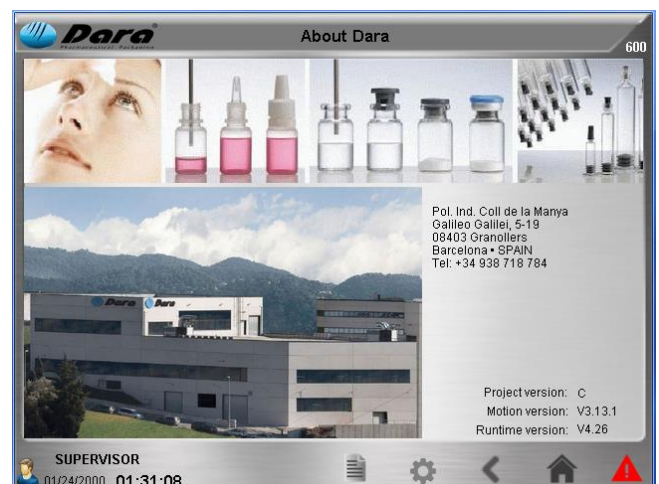 Dara
Pharmaceutical Packaging
About Dara
600
Dara Dara
Pol. Ind. Coll de la Manya
Galileo Galilei, 5-19
08403 Granollers
Barcelona • SPAIN
Tel: +34 938 718 784
Project version: C
Motion version: V3.13.1
Runtime version: V4.26
SUPERVISOR
01/24/2000 01:31:08